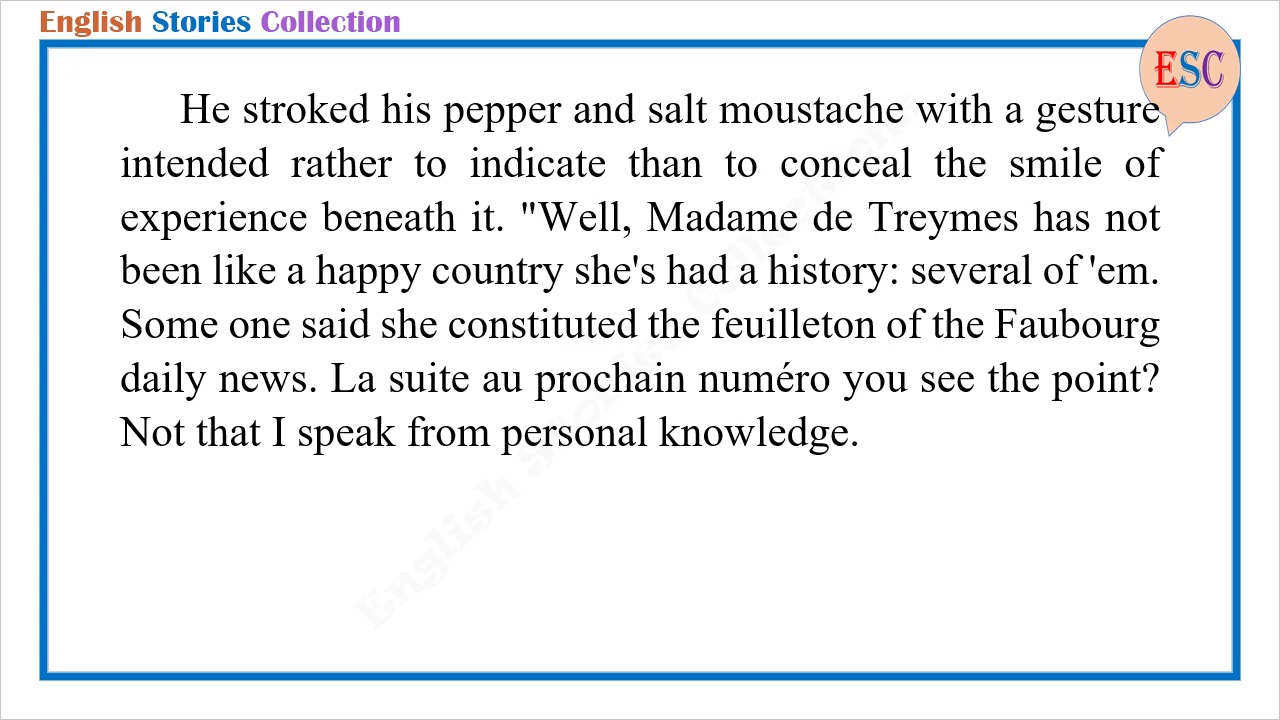 English Stories Collection
ESC
He stroked his pepper and salt moustache with a gesture
intended rather to indicate than to conceal the smile of
experience beneath it. "Well, Madame de Treymes has not
been like a happy country she's had a history: several of 'em.
Some one said she constituted the feuilleton of the Faubourg
daily news. La suite au prochain numéro you see the point?
Not that I speak from personal knowledge.
English Stories Collection